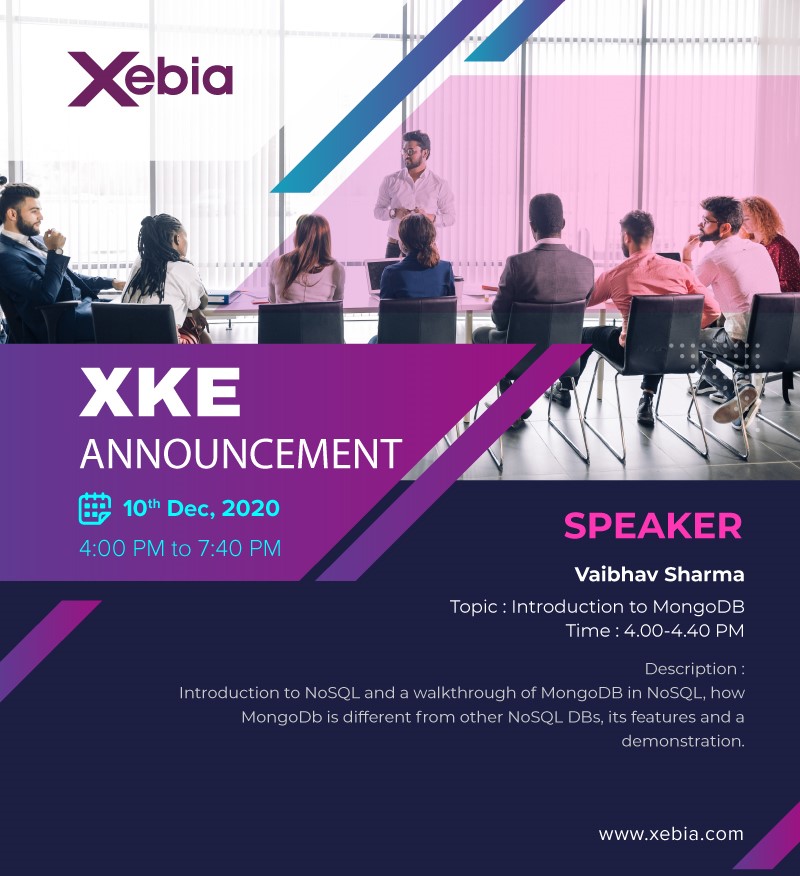 Xebia
XKE
ANNOUNCEMENT
10th Dec, 2020
4:00 PM to 7:40 PM
SPEAKER
Vaibhav Sharma
Topic : Introduction to MongoDB
Time : 4.00-4.40 PM
Description :
Introduction to NoSQL and a walkthrough of MongoDB in NoSQL, how
MongoDb is different from other NoSQL DBs, its features and a
demonstration.
www.xebia.com